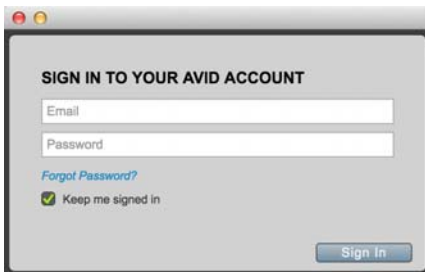 SIGN IN TO YOUR AVID ACCOUNT
Email
Password
Forgot Password?
Keep me signed in
Sign In